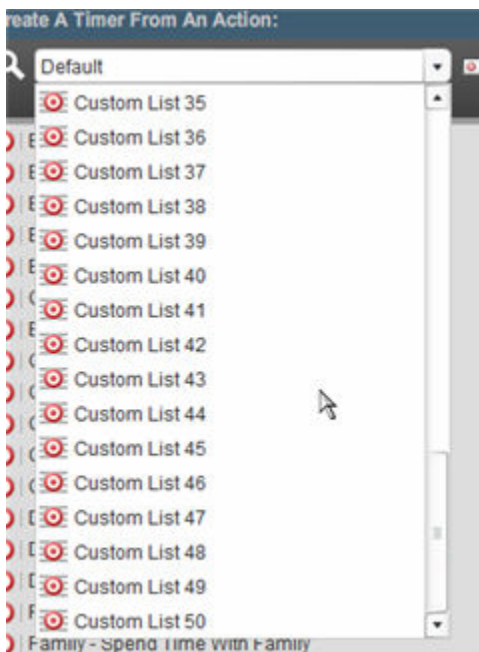 reate A Timer From An Action:
Default
Custom List 35
Custom List 36
Custom List 37
Custom List 38
Custom List 39
Custom List 40
Custom List 41
Custom List 42
Custom List 43
Custom List 44
Custom List 45
Custom List 46
Custom List 47
Custom List 48
Custom List 49
Custom List 50
Family - Spend Time With Family